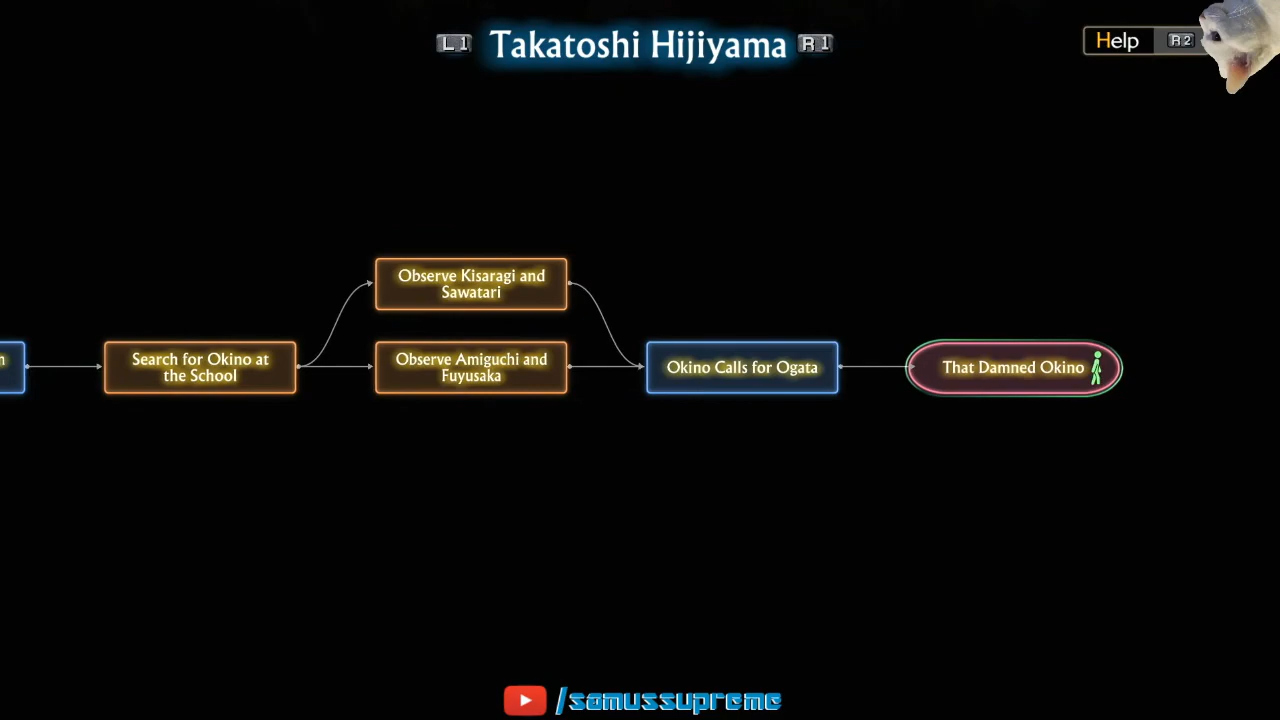 L1 Takatoshi Hijiyama R1
Help R2
h
Search for Okino at
the School
Observe Kisaragi and
Sawatari
Observe Amiguchi and
Fuyusaka
Okino Calls for Ogata
That Damned Okino
/samussupreme